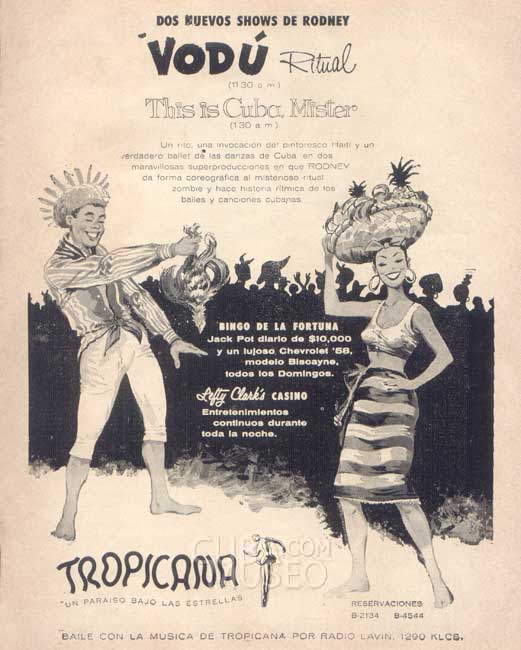 DOS NUEVOS SHOWS DE RODNEY
VODÚ Ritual
(11:30 p m)
This is Cuba, Mister
(1:30 a m)
Un rito, una invocación del pintoresco Haití y un
verdadero ballet de las danzas de Cuba en dos
maravillosas superproducciones en que RODNEY
da forma coreográfica al misterioso ritual
zombie y hace historia rítmica de los
bailes y canciones cubanas.
BINGO DE LA FORTUNA
Jack Pot diario de $10,000
y un lujoso Chevrolet '58,
modelo Biscayne,
todos los Domingos.
Lefty Clark's CASINO
Entretenimientos
continuos durante
toda la noche.
TROPICANA
"UN PARAISO BAJO LAS ESTRELLAS
RESERVACIONES
B-2134 B-4544
BAILE CON LA MUSICA DE TROPICANA POR RADIO LAVIN, 1290 KLCS.